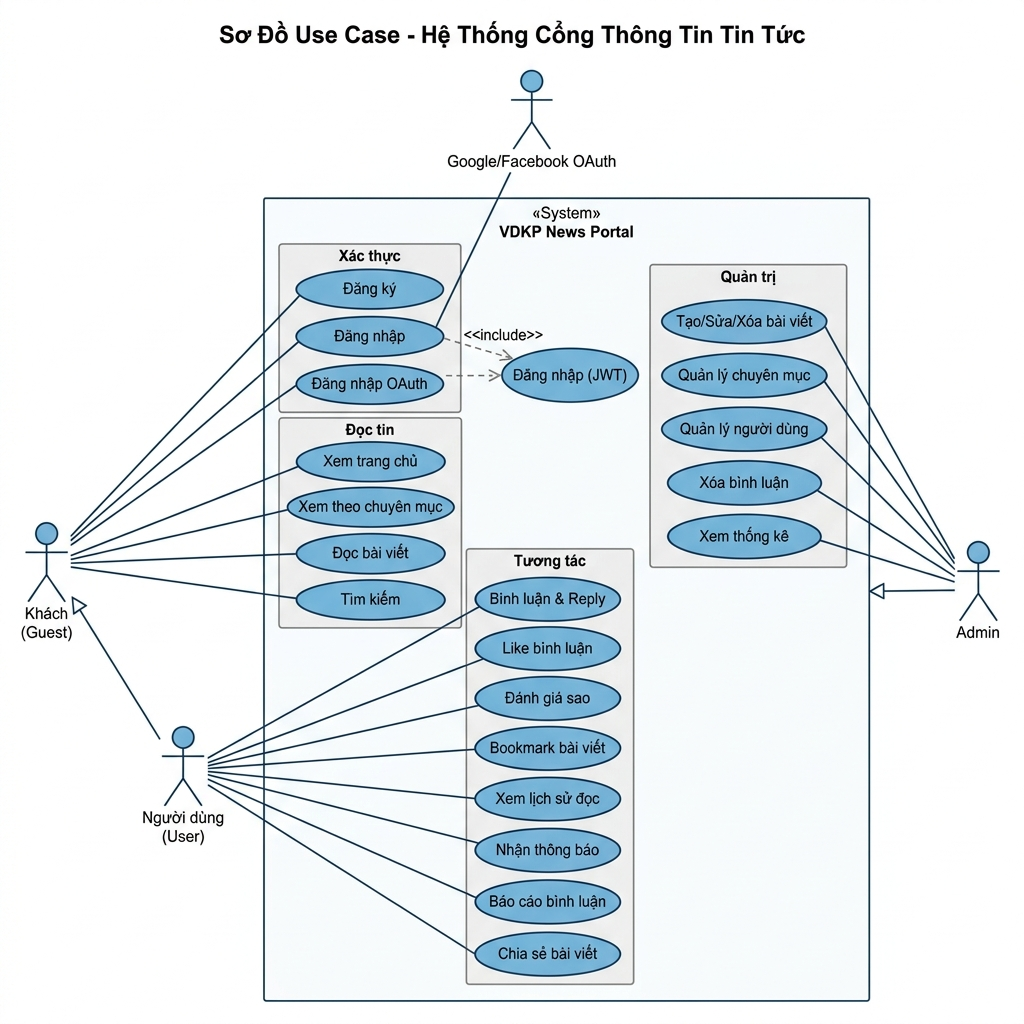 Sơ Đồ Use Case - Hệ Thống Cổng Thông Tin Tin Tức
Google/Facebook OAuth
«System»
VDKP News Portal
Xác thực
Đăng ký
Đăng nhập
Đăng nhập OAuth
<<include>>
Đăng nhập (JWT)
Đọc tin
Xem trang chủ
Xem theo chuyên mục
Đọc bài viết
Tìm kiếm
Tương tác
Bình luận & Reply
Like bình luận
Đánh giá sao
Bookmark bài viết
Xem lịch sử đọc
Nhận thông báo
Báo cáo bình luận
Chia sẻ bài viết
Quản trị
Tạo/Sửa/Xóa bài viết
Quản lý chuyên mục
Quản lý người dùng
Xóa bình luận
Xem thống kê
Khách
(Guest)
Người dùng
(User)
Admin